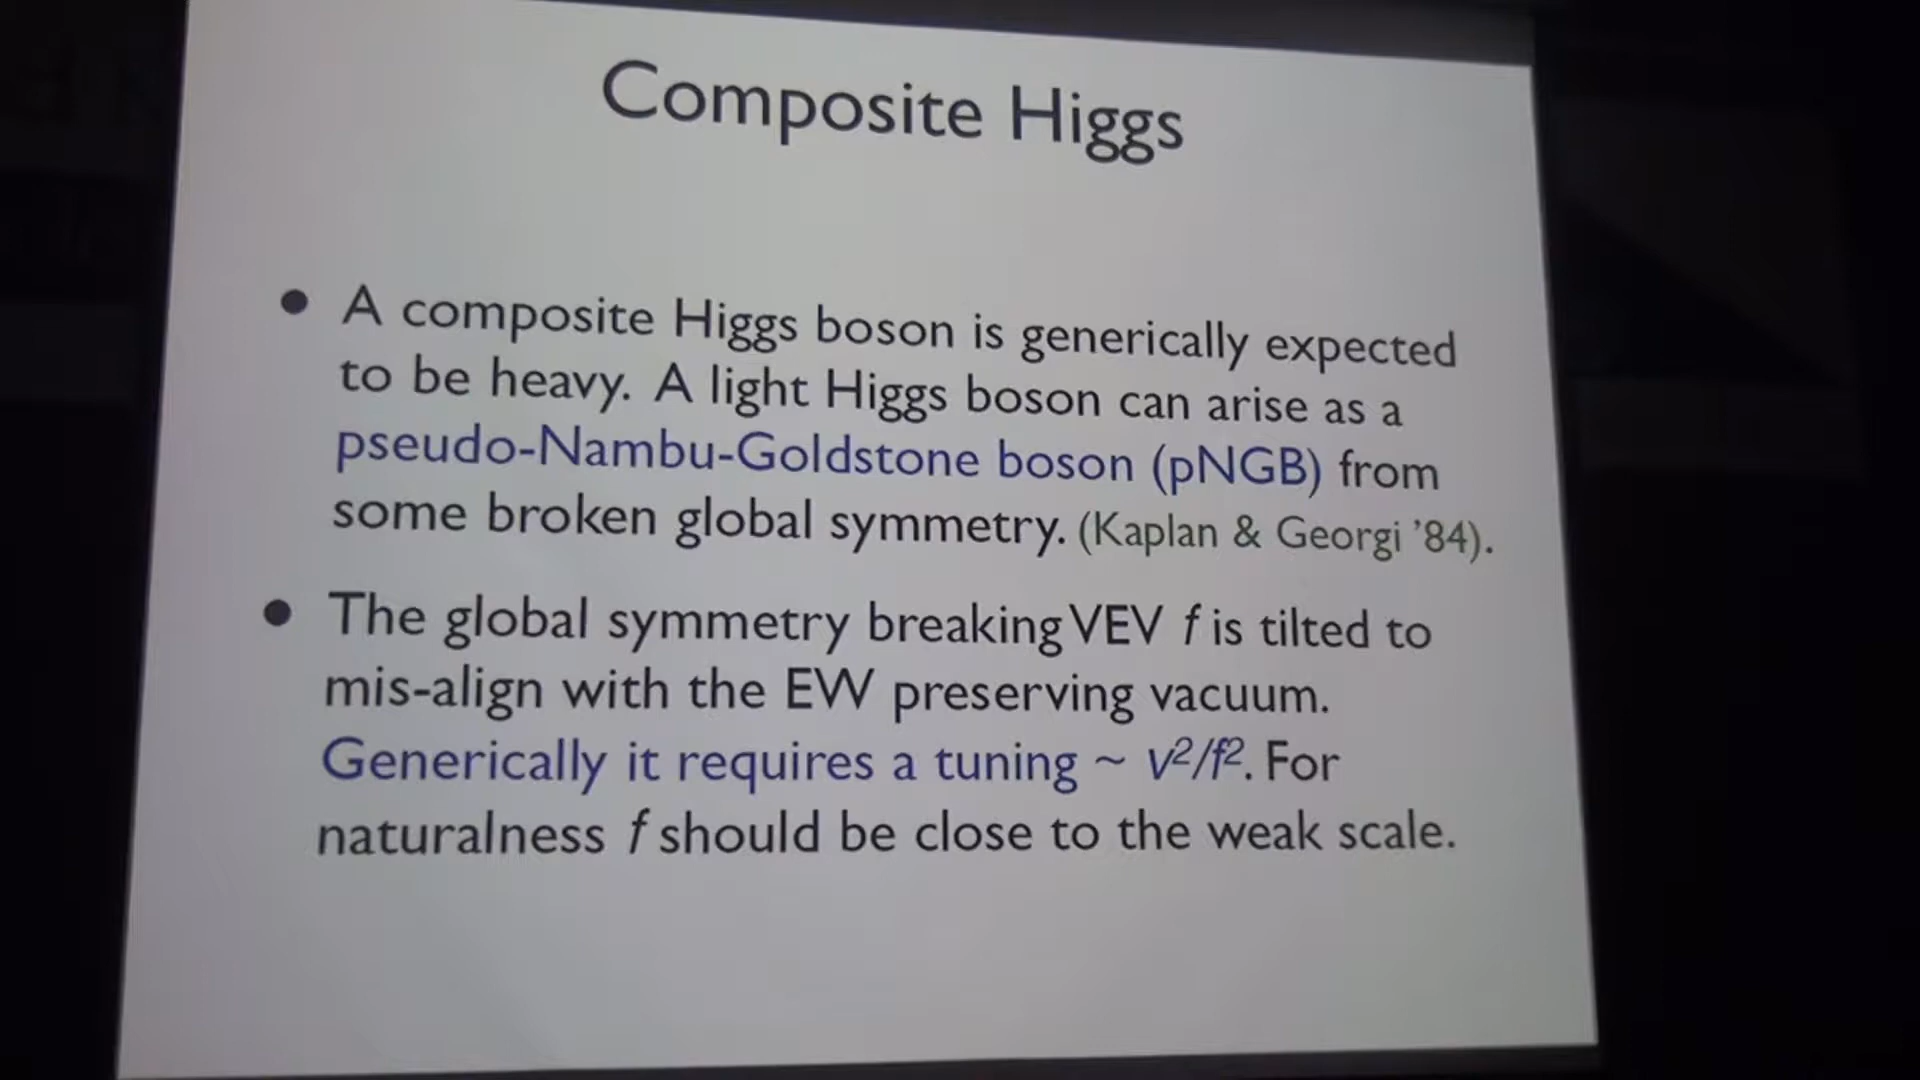 Composite Higgs
• A composite Higgs boson is generically expected
to be heavy. A light Higgs boson can arise as a
pseudo-Nambu-Goldstone boson (pNGB) from
some broken global symmetry. (Kaplan & Georgi ’84).
• The global symmetry breaking VEV f is tilted to
mis-align with the EW preserving vacuum.
Generically it requires a tuning ~ v²/f². For
naturalness f should be close to the weak scale.